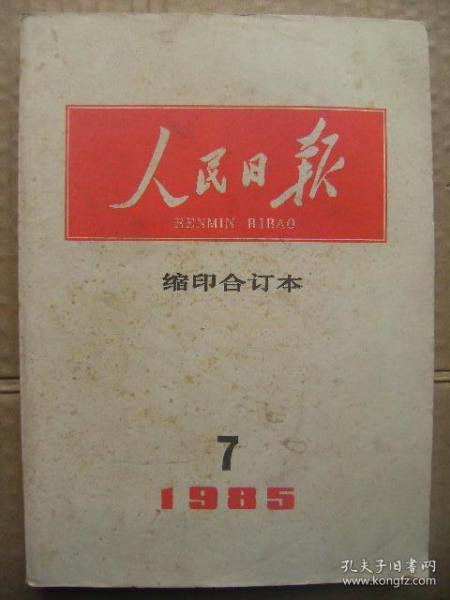 人民日报
RENMIN RIBAO
缩印合订本
7
1985
孔夫子旧书网
www.kongfz.com